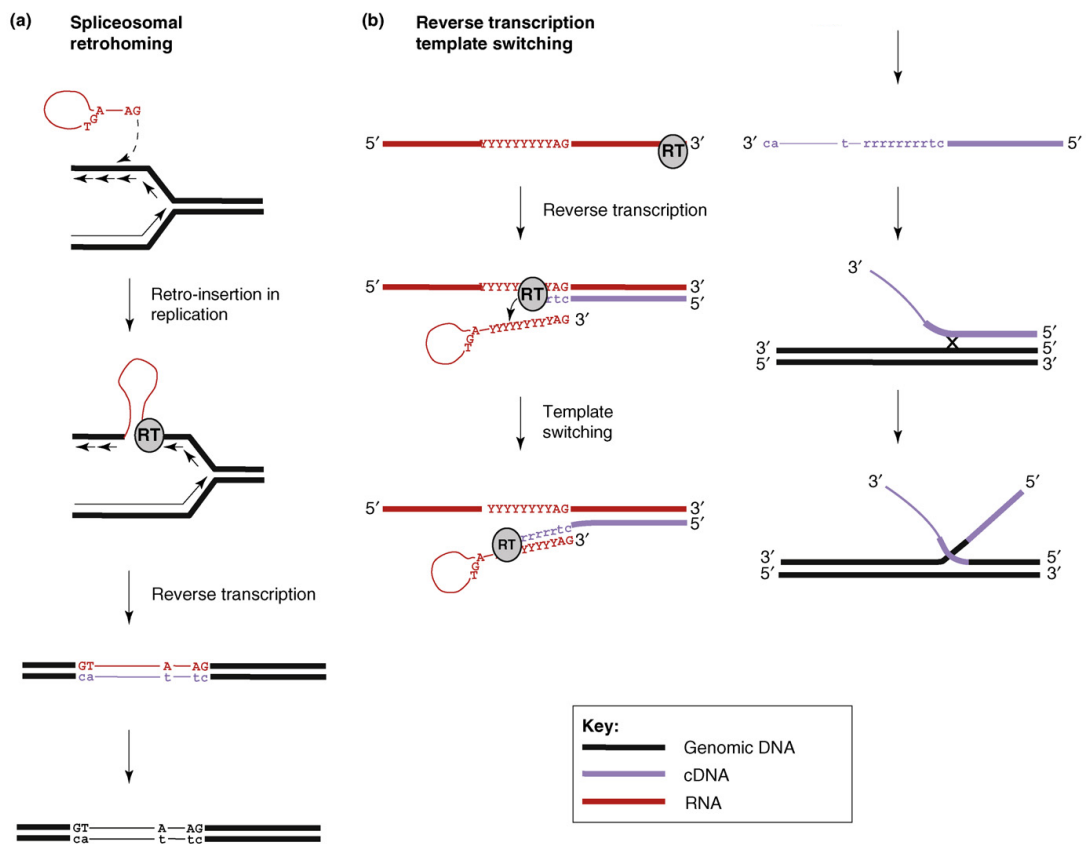 (a) Spliceosomal
retrohoming
A AG
G
T
Retro-insertion in
replication
RT
Reverse transcription
GT A AG
ca t tc
GT A AG
ca t tc
(b) Reverse transcription
template switching
5′ YYYYYYYYYAG RT 3′
Reverse transcription
5′ YYYYY RT YAG 3′
rtc 5′
A YYYYYYYYAG 3′
G
T
Template
switching
5′ YYYYYYYYYAG 3′
RT rrrrrtc 5′
A YYYYYAG 3′
G
T
3′ ca t rrrrrrrrtc 5′
3′
5′
3′ X 5′
5′ 3′
3′ 5′
3′ 5′
5′ 3′
Key:
Genomic DNA
cDNA
RNA